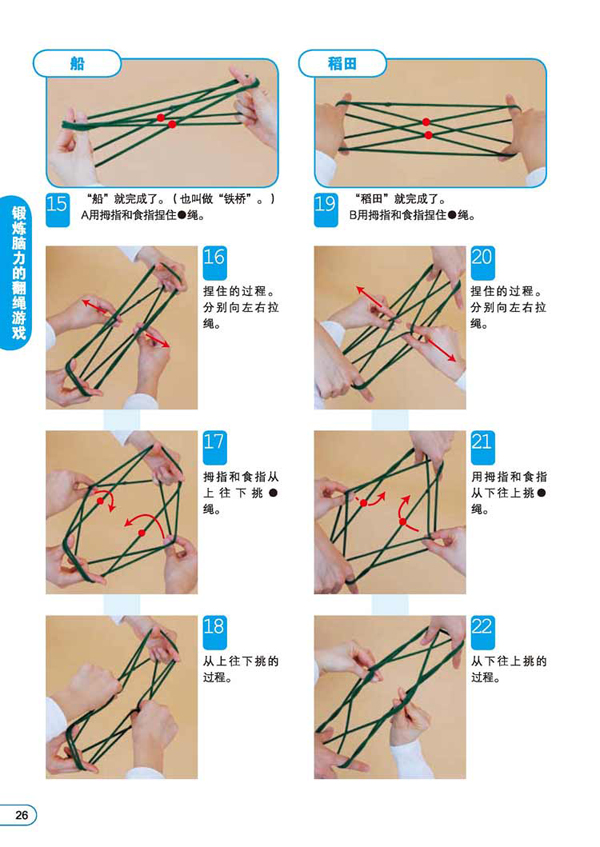 船
15
“船”就完成了。（也叫做“铁桥”。）
A用拇指和食指捏住●绳。
16
捏住的过程。
分别向左右拉
绳。
17
拇指和食指从
上往下挑●
绳。
18
从上往下挑的
过程。
稻田
19
“稻田”就完成了。
B用拇指和食指捏住●绳。
20
捏住的过程。
分别向左右拉
绳。
21
用拇指和食指
从下往上挑●
绳。
22
从下往上挑的
过程。
锻炼脑力的翻绳游戏
26